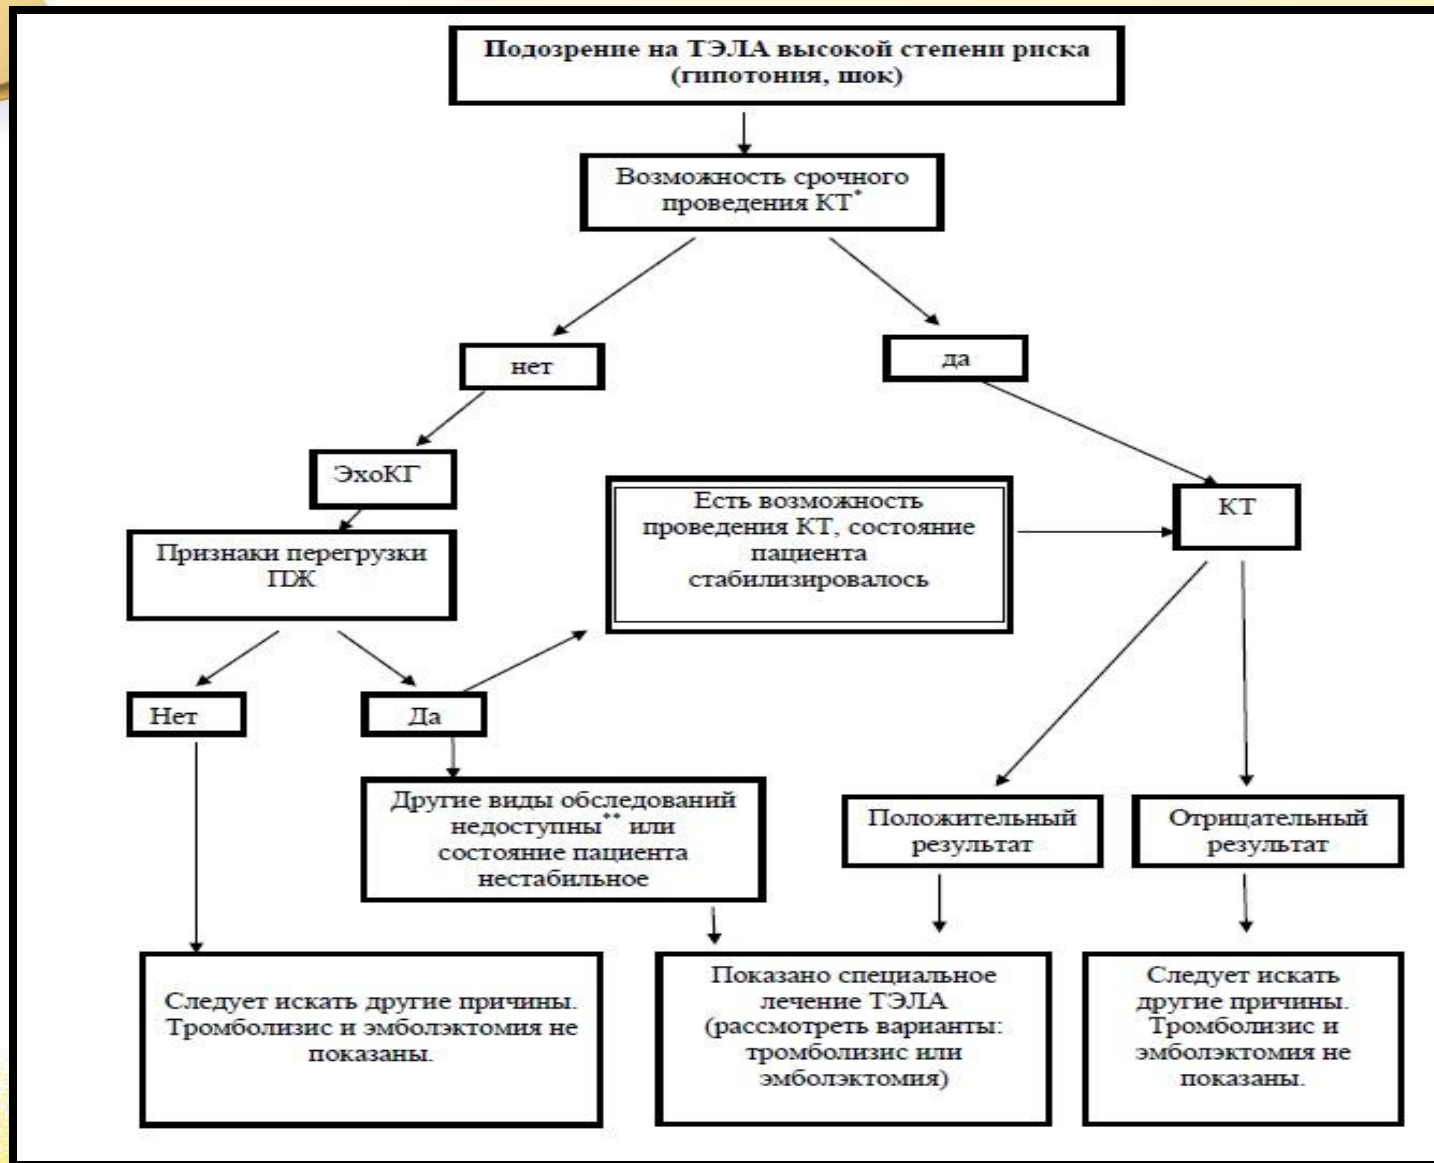 Подозрение на ТЭЛА высокой степени риска
(гипотония, шок)
Возможность срочного
проведения КТ*
нет
да
ЭхоКГ
Есть возможность
проведения КТ, состояние
пациента
стабилизировалось
КТ
Признаки перегрузки
ПЖ
Нет
Да
Другие виды обследований
недоступны** или
состояние пациента
нестабильное
Положительный
результат
Отрицательный
результат
Следует искать другие причины.
Тромболизис и эмболэктомия не
показаны.
Показано специальное
лечение ТЭЛА
(рассмотреть варианты:
тромболизис или
эмболэктомия)
Следует искать
другие причины.
Тромболизис и
эмболэктомия не
показаны.